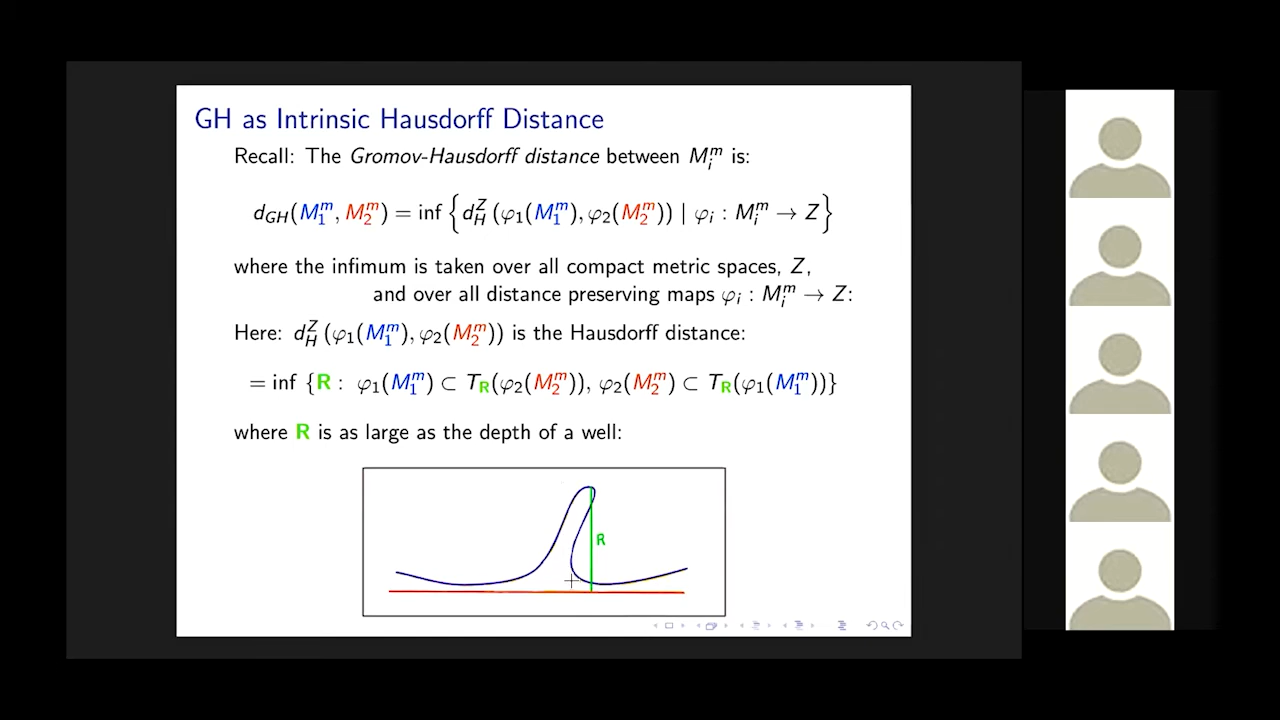 GH as Intrinsic Hausdorff Distance
Recall: The Gromov-Hausdorff distance between M_i^m is:
d_{GH}(M_1^m, M_2^m) = inf { d_H^Z (φ_1(M_1^m), φ_2(M_2^m)) | φ_i : M_i^m → Z }
where the infimum is taken over all compact metric spaces, Z,
and over all distance preserving maps φ_i : M_i^m → Z:
Here: d_H^Z (φ_1(M_1^m), φ_2(M_2^m)) is the Hausdorff distance:
= inf {R : φ_1(M_1^m) ⊂ T_R(φ_2(M_2^m)), φ_2(M_2^m) ⊂ T_R(φ_1(M_1^m))}
where R is as large as the depth of a well:
R